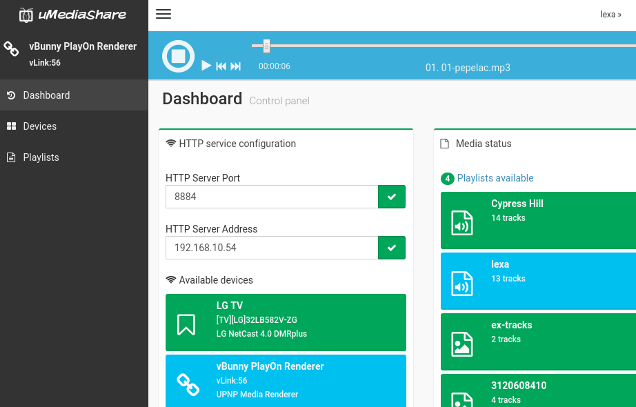 uMediaShare
lexa »
vBunny PlayOn Renderer
vLink:56
00:00:06
01. 01-pepelac.mp3
Dashboard
Devices
Playlists
Dashboard Control panel
HTTP service configuration
HTTP Server Port
8884
HTTP Server Address
192.168.10.54
Available devices
LG TV
[TV][LG]32LB582V-ZG
LG NetCast 4.0 DMRplus
vBunny PlayOn Renderer
vLink:56
UPNP Media Renderer
Media status
4 Playlists available
Cypress Hill
14 tracks
lexa
13 tracks
ex-tracks
2 tracks
3120608410
4 tracks